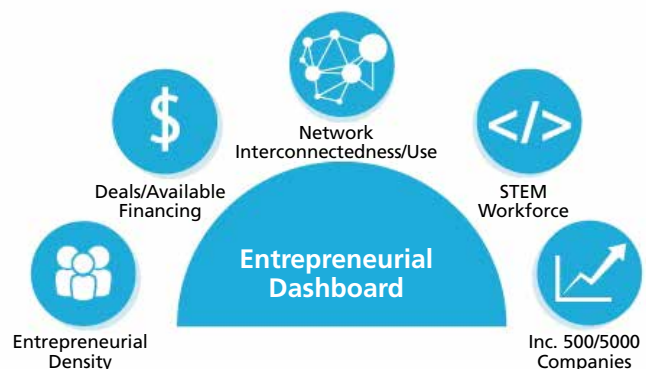 $
</>
Network
Interconnectedness/Use
Deals/Available
Financing
STEM
Workforce
Entrepreneurial
Dashboard
Entrepreneurial
Density
Inc. 500/5000
Companies